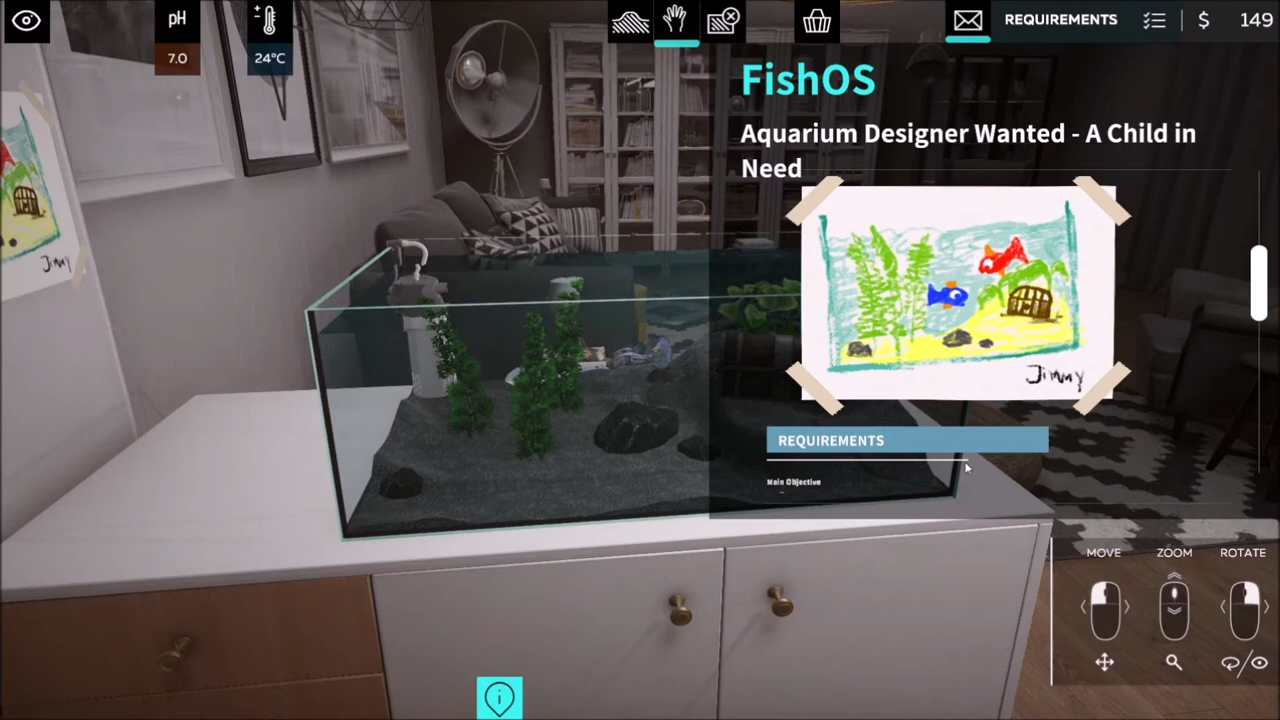 pH
7.0
24°C
REQUIREMENTS
$ 149
FishOS
Aquarium Designer Wanted - A Child in
Need
Jimmy
Jimmy
REQUIREMENTS
Main Objective
MOVE
ZOOM
ROTATE